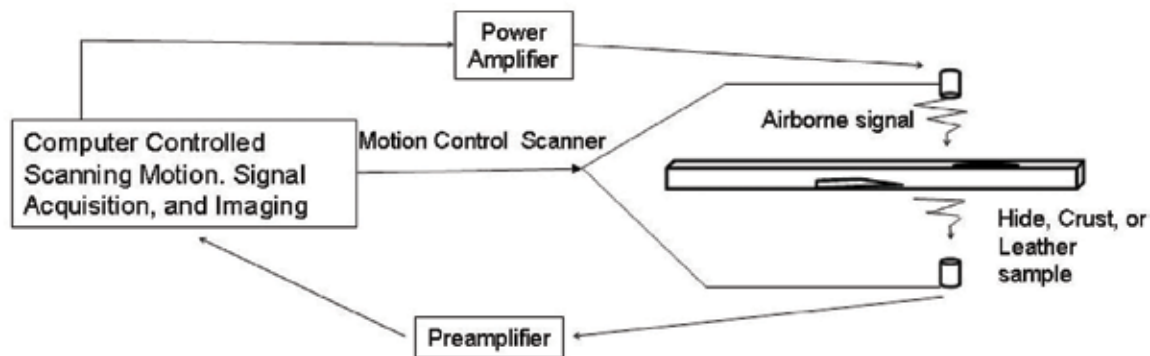 Power
Amplifier
Airborne signal
Motion Control Scanner
Computer Controlled
Scanning Motion. Signal
Acquisition, and Imaging
Hide, Crust, or
Leather
sample
Preamplifier